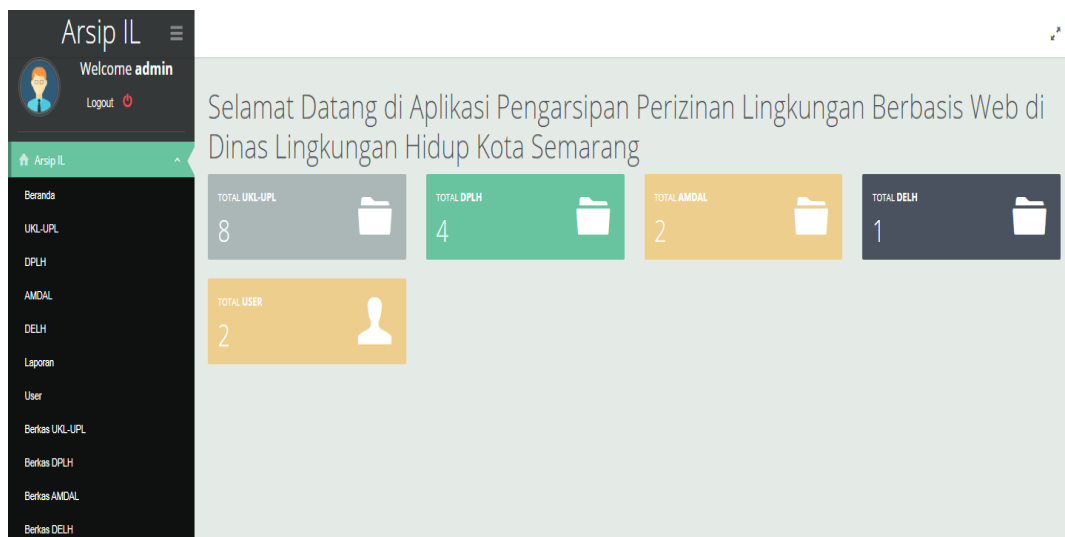 Arsip IL
Welcome admin
Logout
Arsip IL
Beranda
UKL-UPL
DPLH
AMDAL
DELH
Laporan
User
Berkas UKL-UPL
Berkas DPLH
Berkas AMDAL
Berkas DELH
Selamat Datang di Aplikasi Pengarsipan Perizinan Lingkungan Berbasis Web di
Dinas Lingkungan Hidup Kota Semarang
TOTAL UKL-UPL
8
TOTAL DPLH
4
TOTAL AMDAL
2
TOTAL DELH
1
TOTAL USER
2